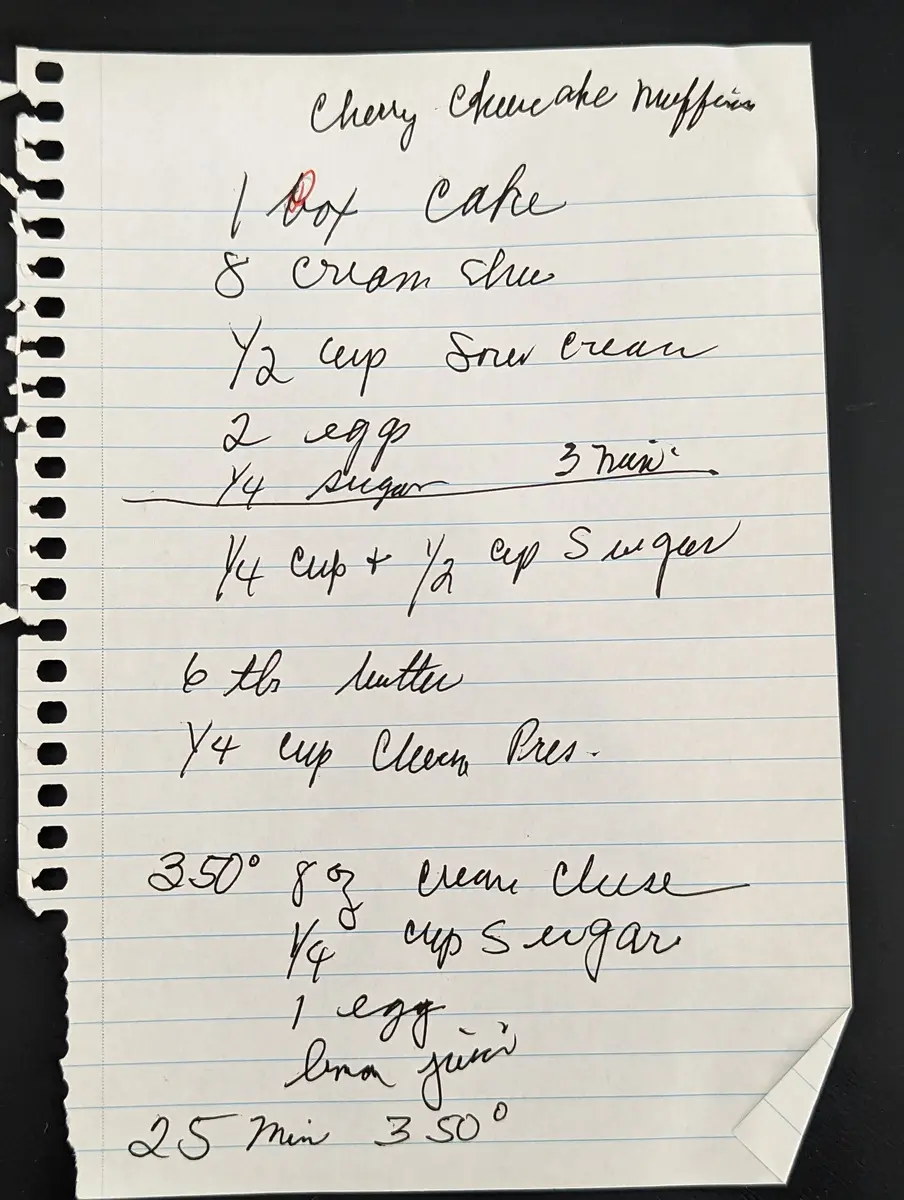 Cherry Cheesecake Muffins
1 box Cake
8 cream chee
1/2 cup Sour cream
2 eggs
1/4 sugar 3 min.
1/4 cup + 1/2 cup Sugar
6 tbs butter
1/4 cup Pres.
350° 8 oz cream cheese
1/4 cup Sugar
1 egg
lemon juice
25 Min 350°